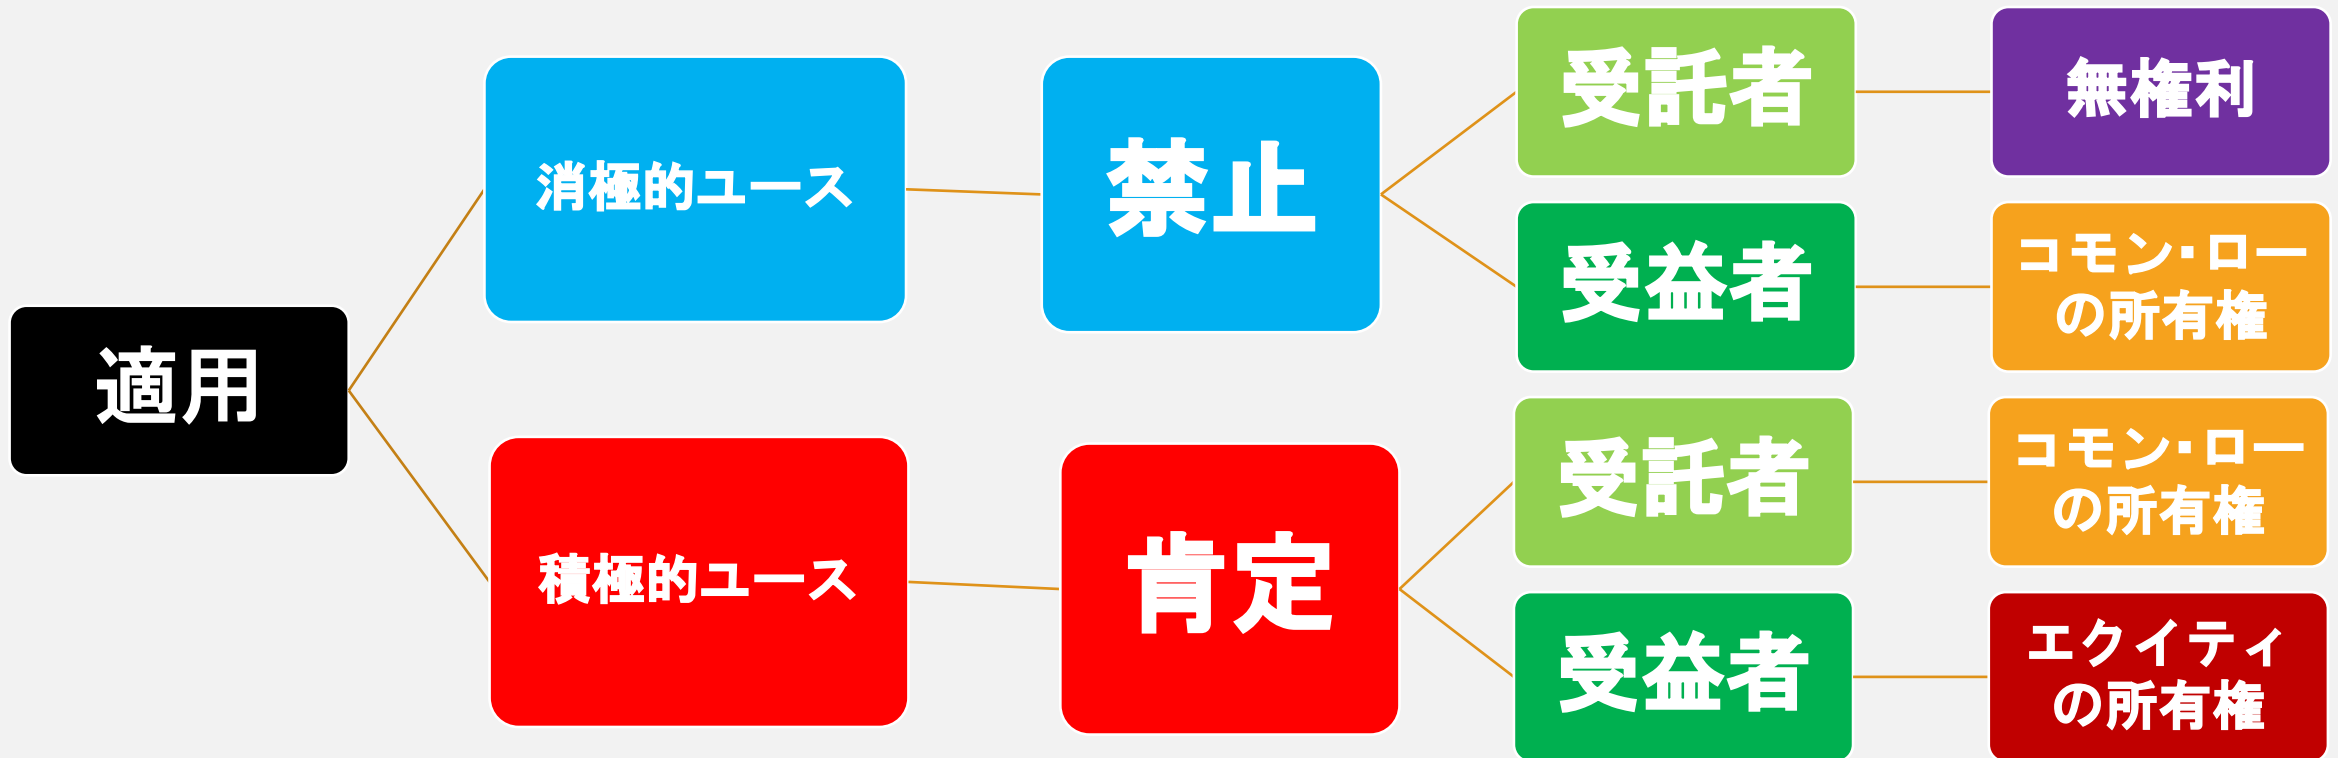 適用
消極的ユース
禁止
受託者
無権利
受益者
コモン・ロー
の所有権
積極的ユース
肯定
受託者
コモン・ロー
の所有権
受益者
エクイティ
の所有権